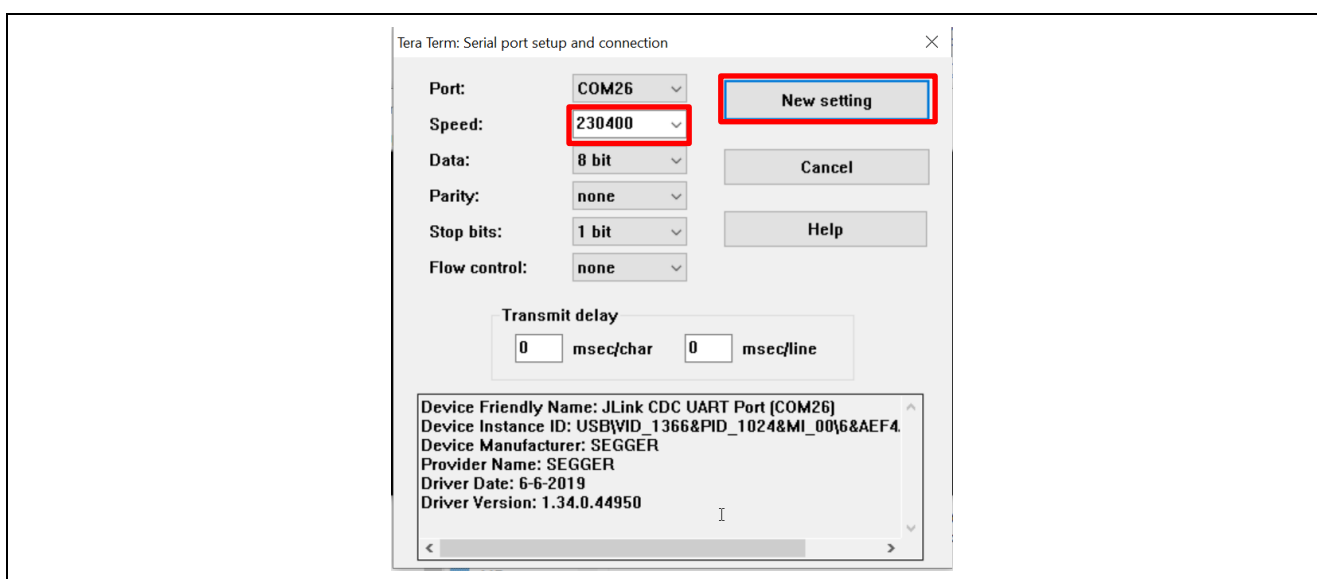 Tera Term: Serial port setup and connection
Port: COM26 New setting
Speed: 230400
Data: 8 bit Cancel
Parity: none
Stop bits: 1 bit Help
Flow control: none
Transmit delay
0 msec/char 0 msec/line
Device Friendly Name: JLink CDC UART Port (COM26)
Device Instance ID: USB\VID_1366&PID_1024&MI_00\6&AEF4
Device Manufacturer: SEGGER
Provider Name: SEGGER
Driver Date: 6-6-2019
Driver Version: 1.34.0.44950